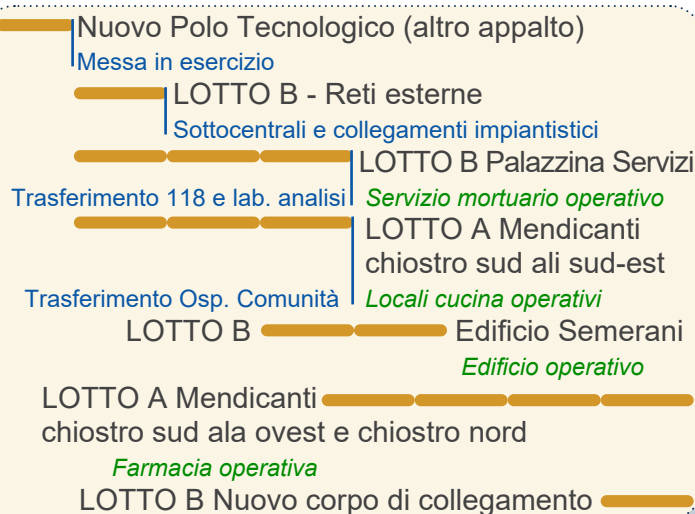 Nuovo Polo Tecnologico (altro appalto)
Messa in esercizio
LOTTO B - Reti esterne
Sottocentrali e collegamenti impiantistici
LOTTO B Palazzina Servizi
Trasferimento 118 e lab. analisi Servizio mortuario operativo
LOTTO A Mendicanti
chiostro sud ali sud-est
Trasferimento Osp. Comunità Locali cucina operativi
LOTTO B Edificio Semerani
Edificio operativo
LOTTO A Mendicanti
chiostro sud ala ovest e chiostro nord
Farmacia operativa
LOTTO B Nuovo corpo di collegamento